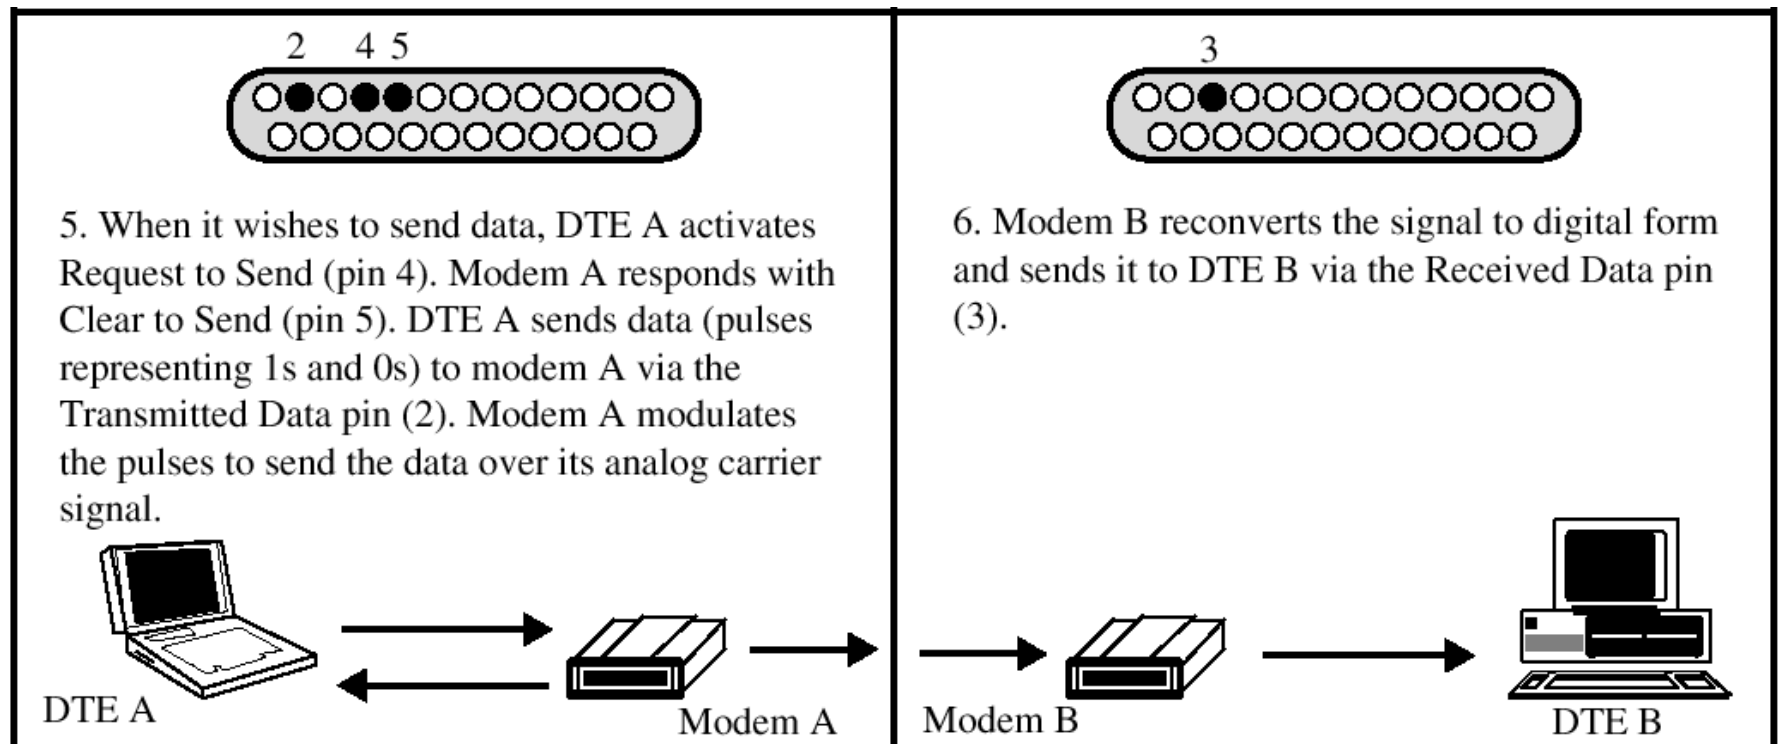 2 4 5
5. When it wishes to send data, DTE A activates
Request to Send (pin 4). Modem A responds with
Clear to Send (pin 5). DTE A sends data (pulses
representing 1s and 0s) to modem A via the
Transmitted Data pin (2). Modem A modulates
the pulses to send the data over its analog carrier
signal.
DTE A
Modem A
3
6. Modem B reconverts the signal to digital form
and sends it to DTE B via the Received Data pin
(3).
Modem B
DTE B